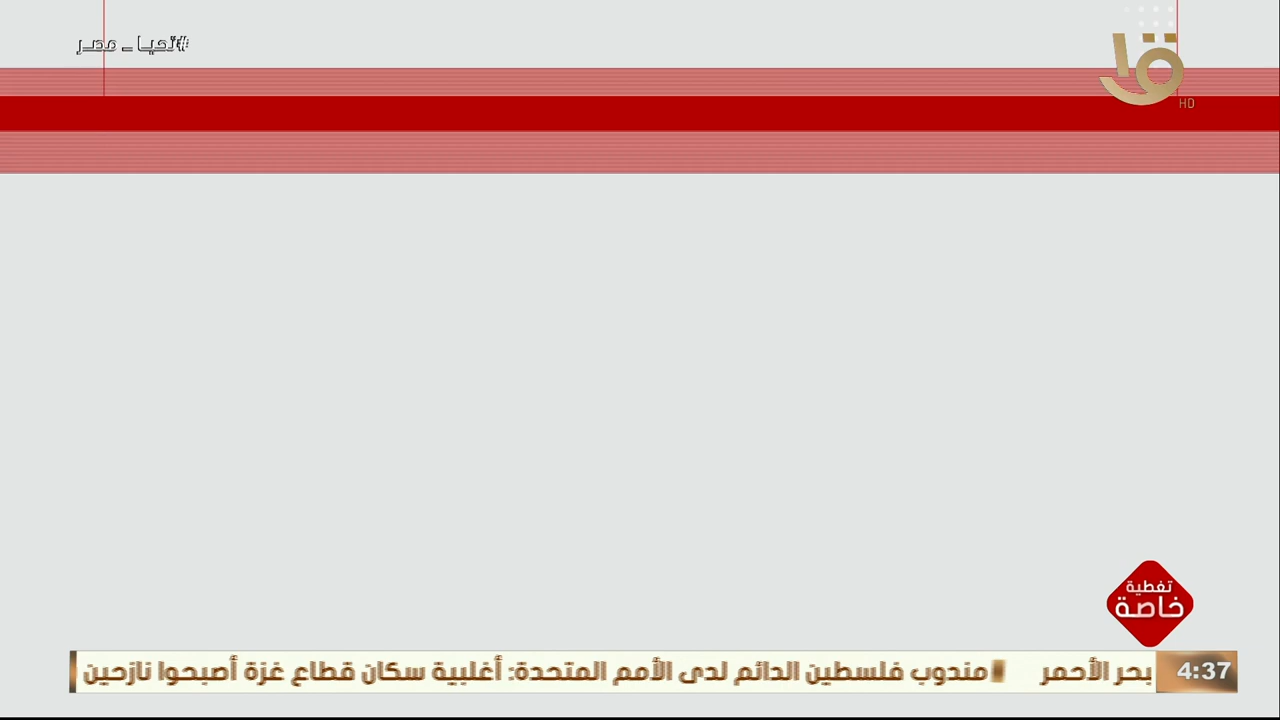 #تحيا_مصر
HD
تغطية
خاصة
4:37
بحر الأحمر
مندوب فلسطين الدائم لدى الأمم المتحدة: أغلبية سكان قطاع غزة أصبحوا نازحين